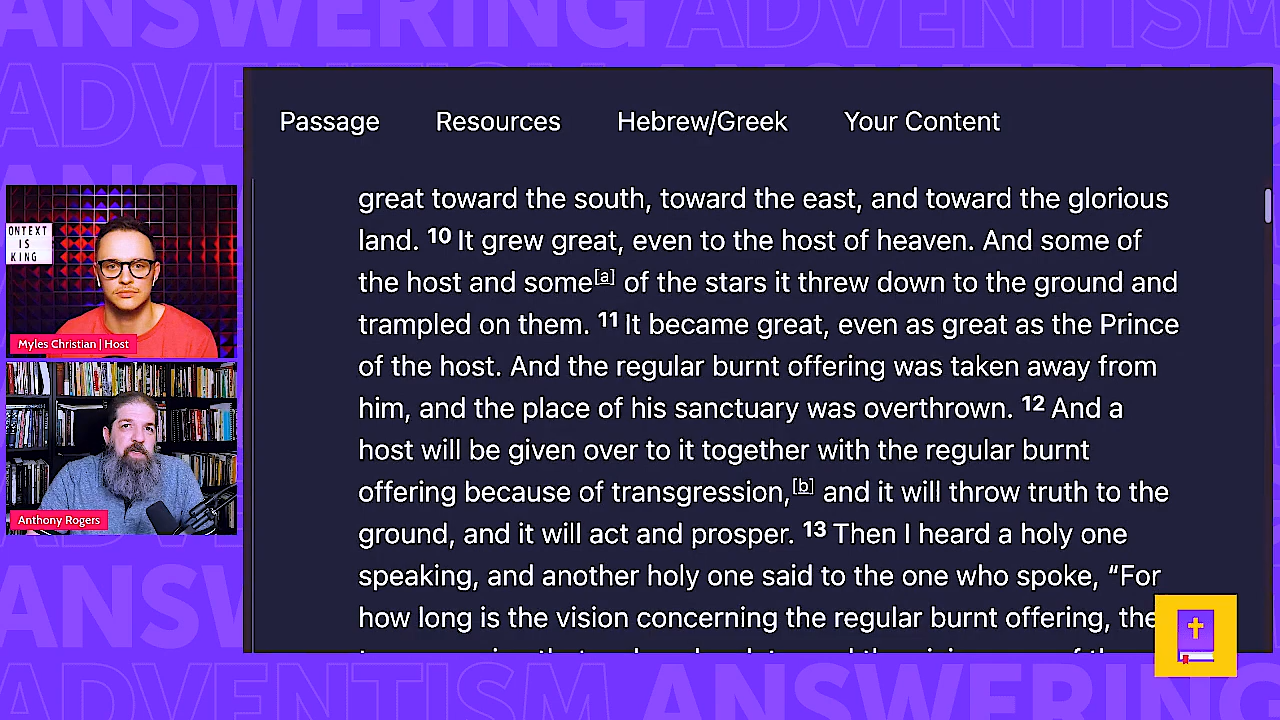 ANSWERING ADVENTISM
Passage Resources Hebrew/Greek Your Content
great toward the south, toward the east, and toward the glorious
land. 10 It grew great, even to the host of heaven. And some of
the host and some[a] of the stars it threw down to the ground and
trampled on them. 11 It became great, even as great as the Prince
of the host. And the regular burnt offering was taken away from
him, and the place of his sanctuary was overthrown. 12 And a
host will be given over to it together with the regular burnt
offering because of transgression,[b] and it will throw truth to the
ground, and it will act and prosper. 13 Then I heard a holy one
speaking, and another holy one said to the one who spoke, “For
how long is the vision concerning the regular burnt offering, the
ONTEXT
IS
KING
Myles Christian | Host
Anthony Rogers
ADVENTISM ANSWERING